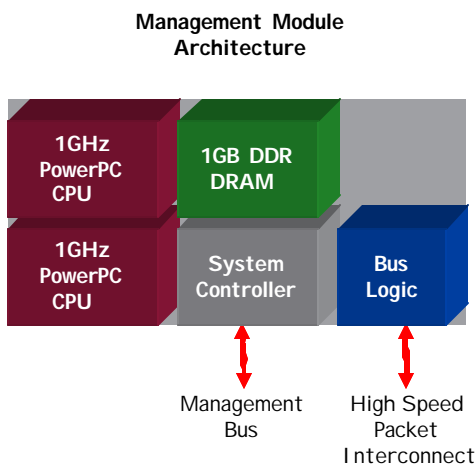 Management Module
Architecture
1GHz
PowerPC
CPU
1GB DDR
DRAM
1GHz
PowerPC
CPU
System
Controller
Bus
Logic
Management
Bus
High Speed
Packet
Interconnect